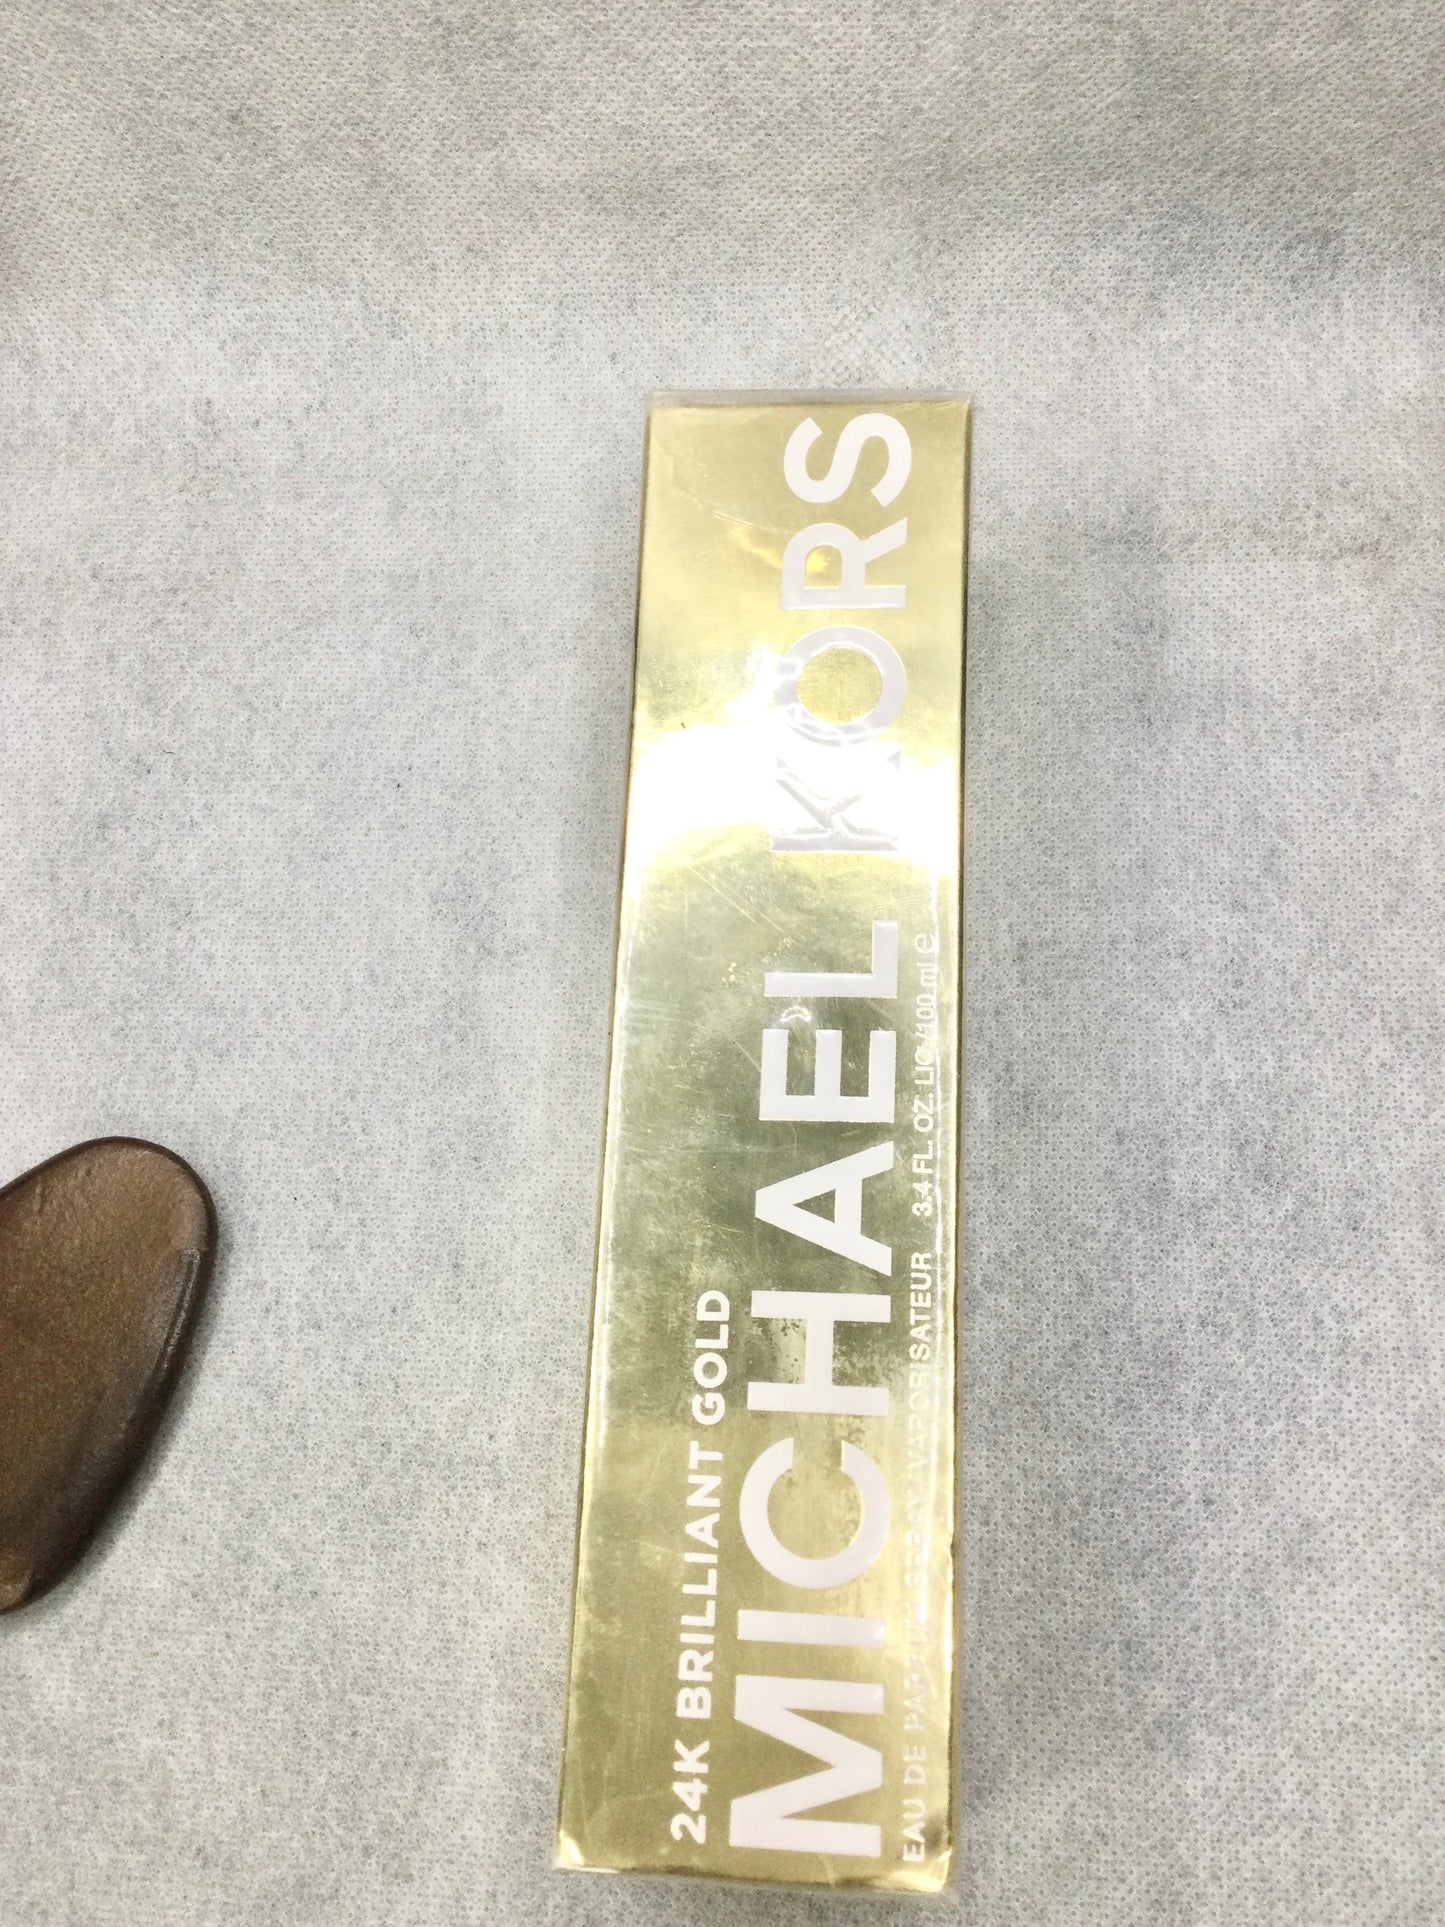 24K BRILLIANT GOLD
MICHAEL KORS
EAU DE PARFUM SPRAY/VAPORISATEUR 3.4 FL. OZ. LIQ/100 ml e